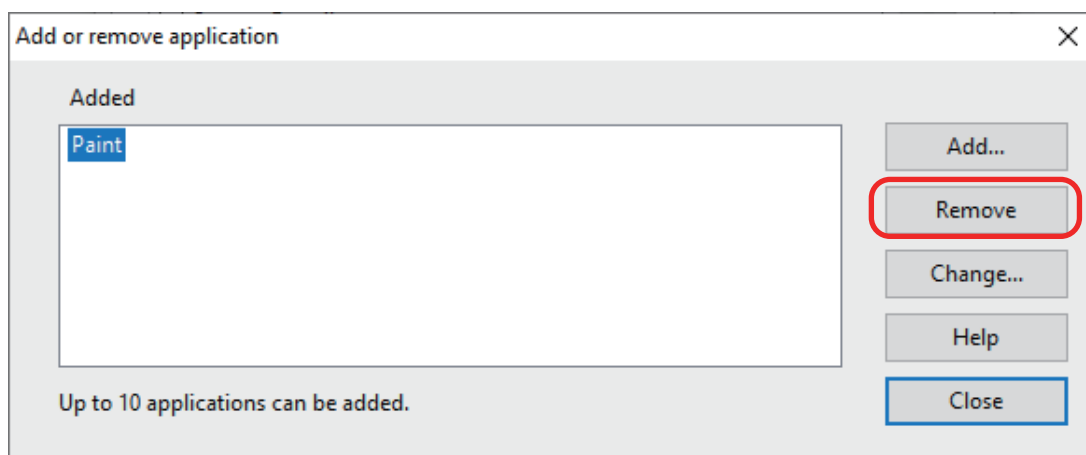 Add or remove application
Added
Paint
Add...
Remove
Change...
Help
Close
Up to 10 applications can be added.